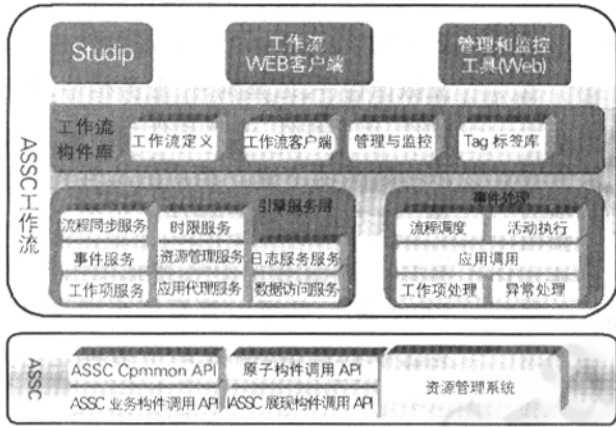 Studip
工作流
WEB客户端
管理和监控
工具(Web)
ASSC工作流
工作流
构件库
工作流定义
工作流客户端
管理与监控
Tag 标签库
引擎服务层
流程同步服务
时限服务
事件服务
资源管理服务
日志服务服务
工作项服务
应用代理服务
数据访问服务
事件处理
流程调度
活动执行
应用调用
工作项处理
异常处理
ASSC
ASSC Cpmmon API
原子构件调用 API
ASSC 业务构件调用 API
ASSC 展现构件调用 API
资源管理系统